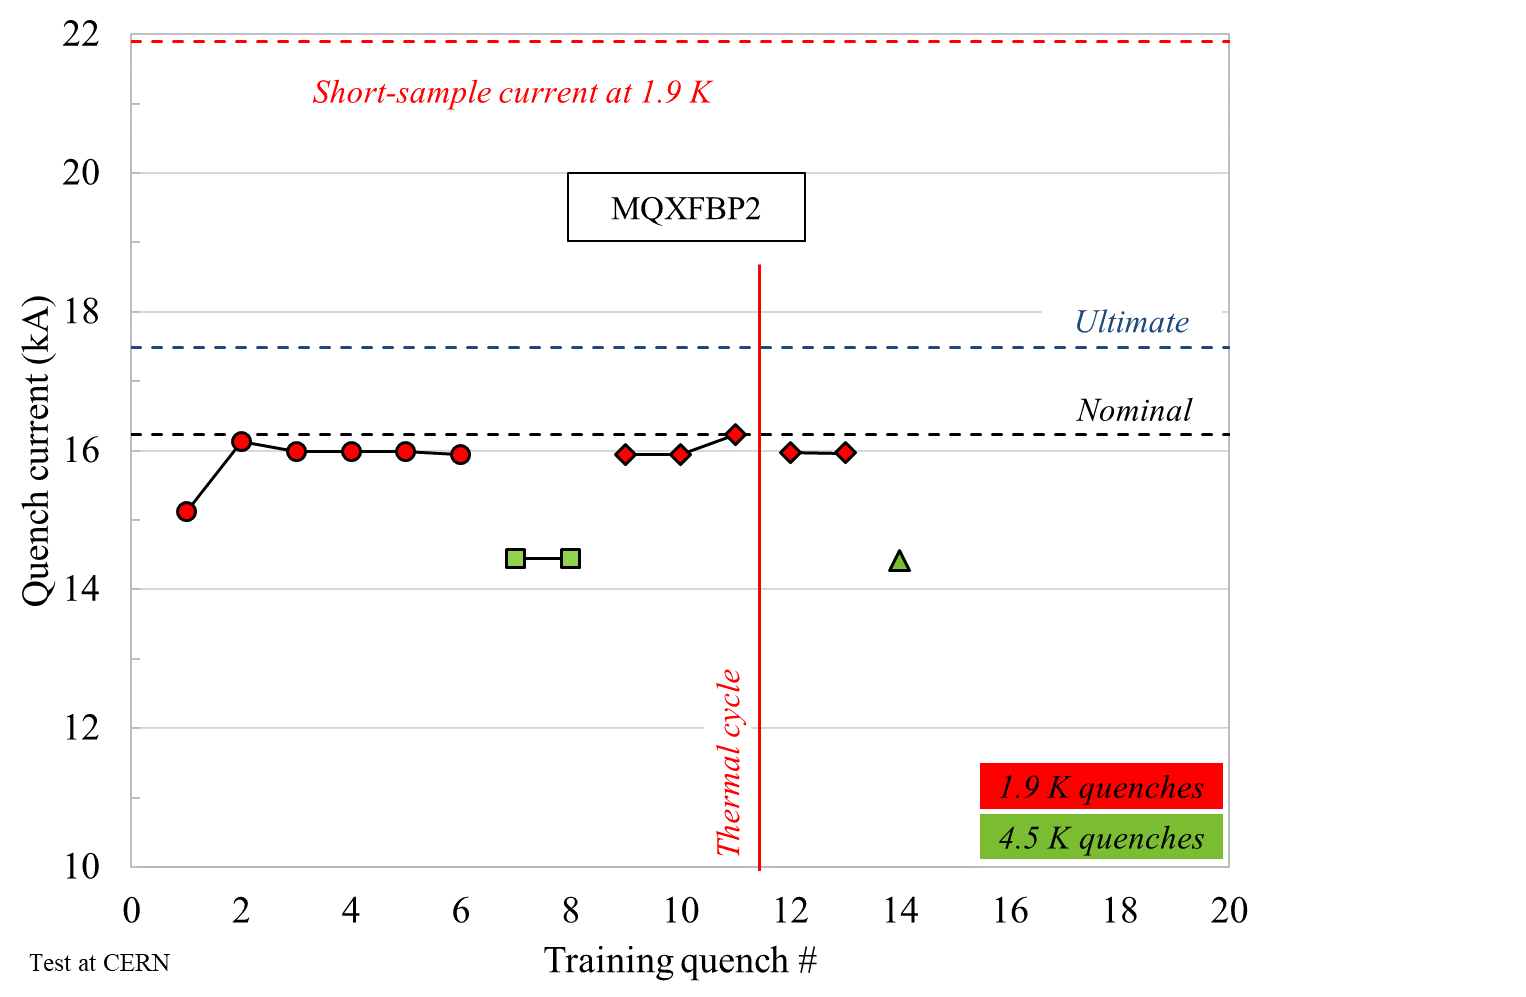 22
Short-sample current at 1.9 K
20
MQXFBP2
18
Ultimate
Nominal
16
14
12
10
Quench current (kA)
Thermal cycle
1.9 K quenches
4.5 K quenches
0 2 4 6 8 10 12 14 16 18 20
Training quench #
Test at CERN